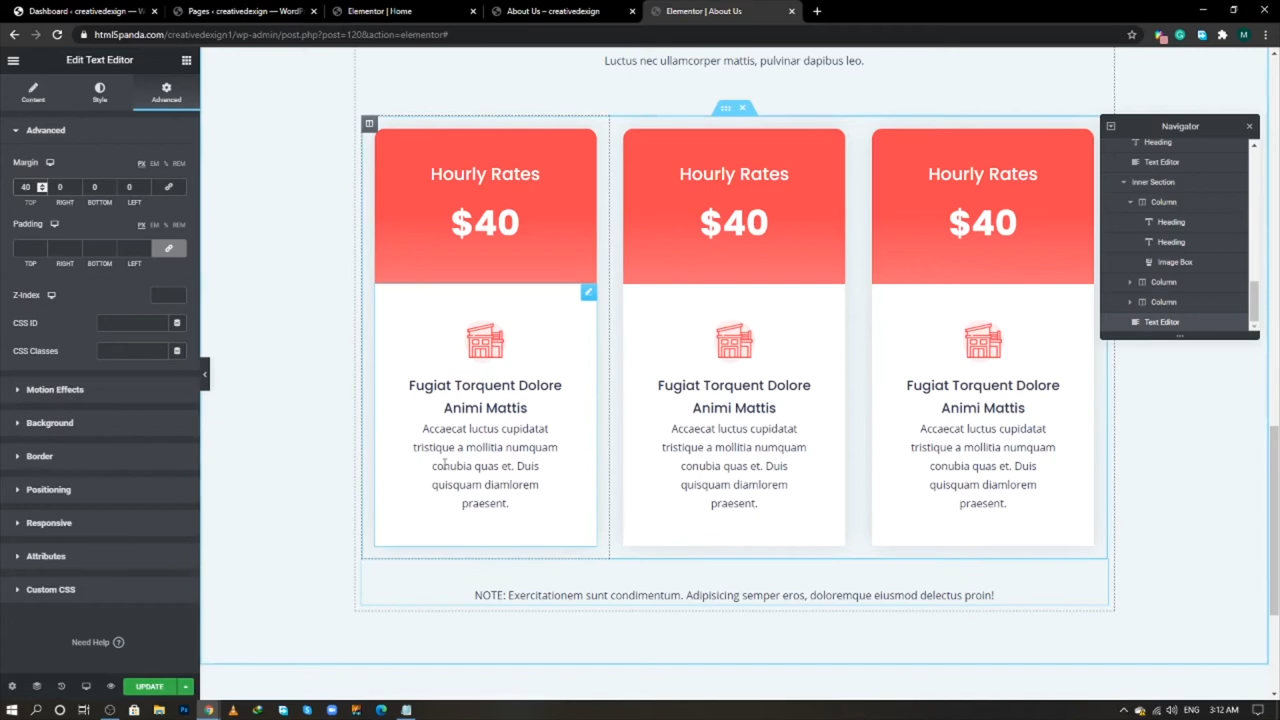 Dashboard ‹ creativedexign — W
Pages ‹ creativedexign — WordP
Elementor | Home
About Us – creativedexign
Elementor | About Us
html5panda.com/creativedexign1/wp-admin/post.php?post=120&action=elementor#
M
Edit Text Editor
Content
Style
Advanced
Advanced
Margin
PX EM % REM
0 0 0 0
TOP RIGHT BOTTOM LEFT
Padding
PX EM % REM
TOP RIGHT BOTTOM LEFT
Z-Index
CSS ID
CSS Classes
Motion Effects
Background
Border
Positioning
Responsive
Attributes
Custom CSS
Need Help
UPDATE
Luctus nec ullamcorper mattis, pulvinar dapibus leo.
Hourly Rates
$40
Fugiat Torquent Dolore
Animi Mattis
Accaecat luctus cupidatat
tristique a mollitia numquam
conubia quas et. Duis
quisquam diamlorem
praesent.
Hourly Rates
$40
Fugiat Torquent Dolore
Animi Mattis
Accaecat luctus cupidatat
tristique a mollitia numquam
conubia quas et. Duis
quisquam diamlorem
praesent.
Hourly Rates
$40
Fugiat Torquent Dolore
Animi Mattis
Accaecat luctus cupidatat
tristique a mollitia numquam
conubia quas et. Duis
quisquam diamlorem
praesent.
NOTE: Exercitationem sunt condimentum. Adipisicing semper eros, doloremque eiusmod delectus proin!
Navigator
Heading
Text Editor
Inner Section
Column
Heading
Heading
Image Box
Column
Column
Text Editor
ENG
3:12 AM